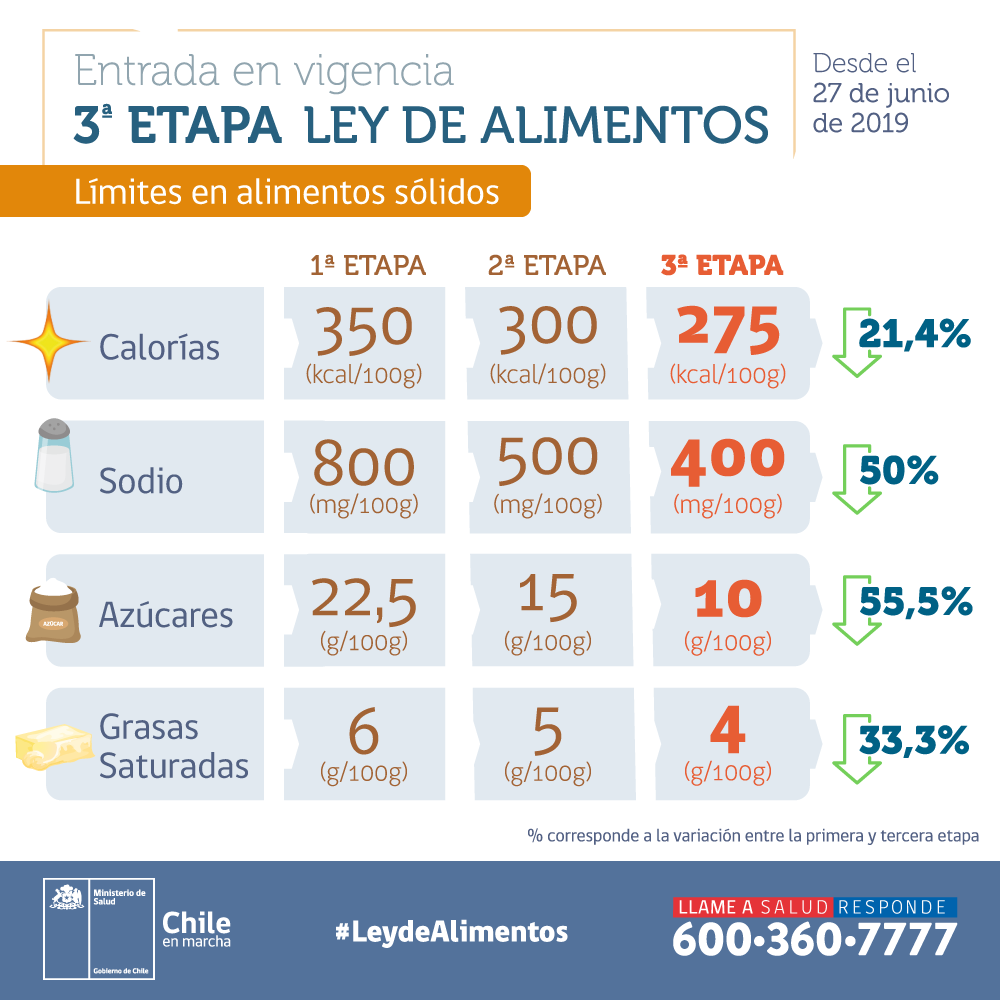 Entrada en vigencia
3ª ETAPA LEY DE ALIMENTOS
Desde el
27 de junio
de 2019
Límites en alimentos sólidos
1ª ETAPA 2ª ETAPA 3ª ETAPA
Calorías 350 300 275 21,4%
(kcal/100g) (kcal/100g) (kcal/100g)
Sodio 800 500 400 50%
(mg/100g) (mg/100g) (mg/100g)
AZÚCAR
Azúcares 22,5 15 10 55,5%
(g/100g) (g/100g) (g/100g)
Grasas
Saturadas
6 5 4 33,3%
(g/100g) (g/100g) (g/100g)
% corresponde a la variación entre la primera y tercera etapa
Ministerio de
Salud
Gobierno de Chile
Chile
en marcha
#LeydeAlimentos
LLAME A SALUD RESPONDE
600·360·7777